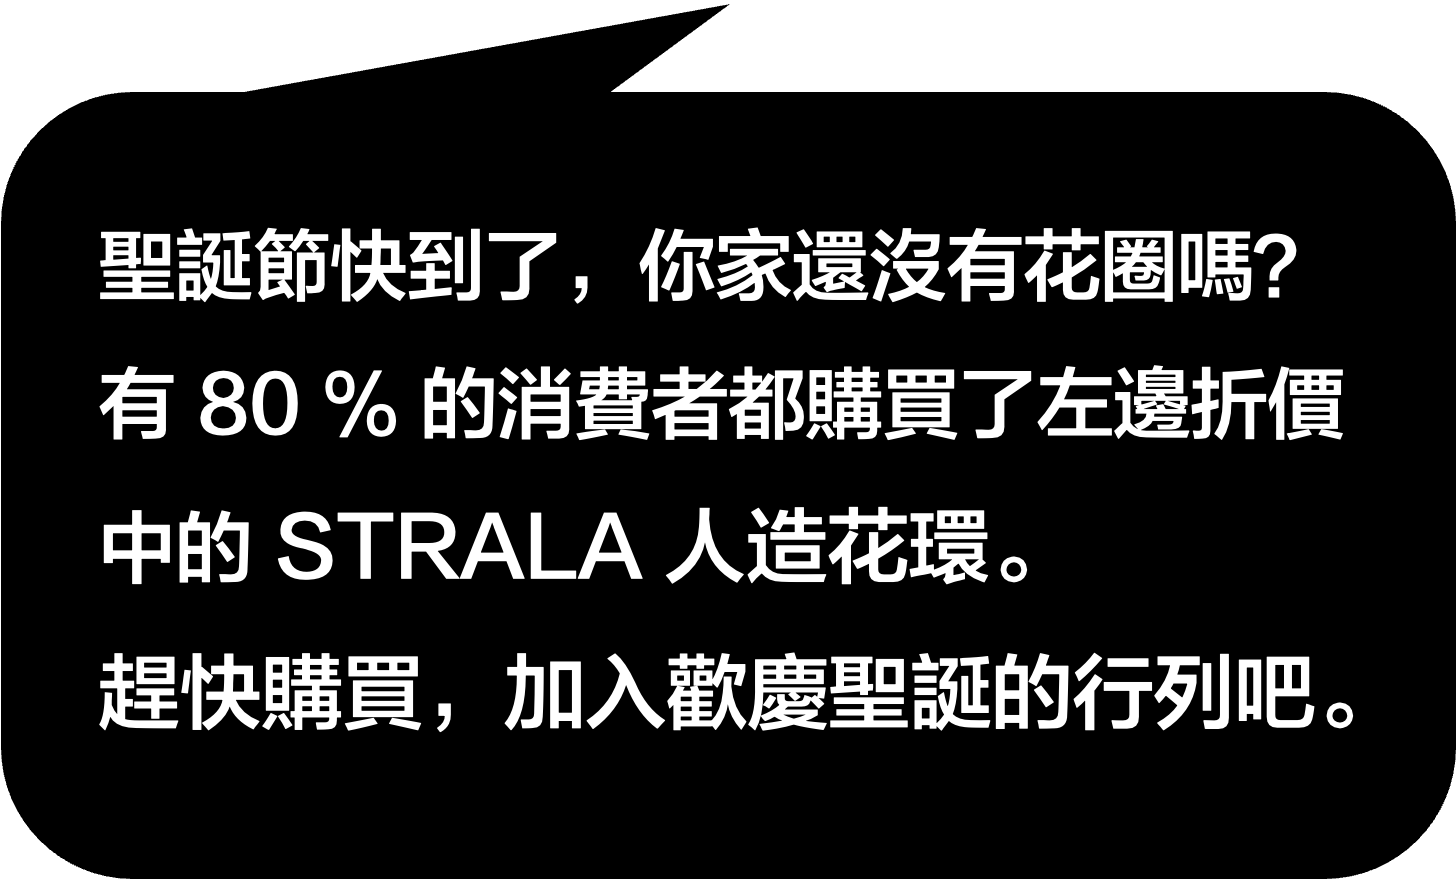 聖誕節快到了，你家還沒有花圈嗎？
有 80 % 的消費者都購買了左邊折價
中的 STRALA 人造花環。
趕快購買，加入歡慶聖誕的行列吧。